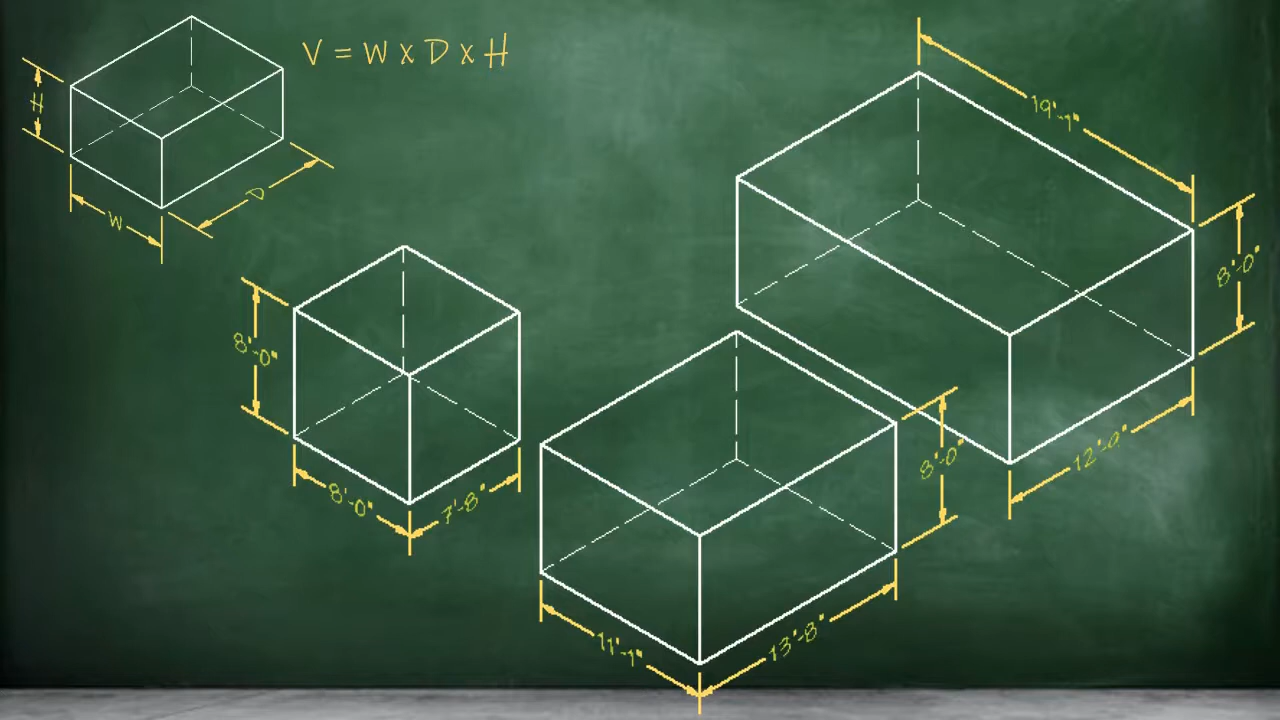 V = W x D x H
H
W
D
19'-1"
8'-0"
12'-0"
8'-0"
8'-0"
7'-8"
8'-0"
11'-1"
13'-8"